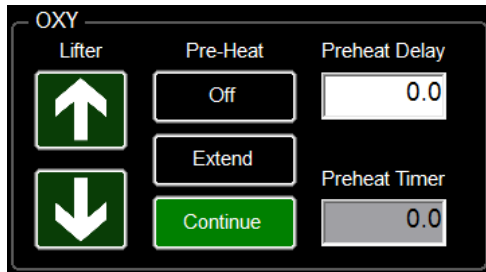 OXY
Lifter
Pre-Heat
Preheat Delay
Off
0.0
Extend
Preheat Timer
Continue
0.0